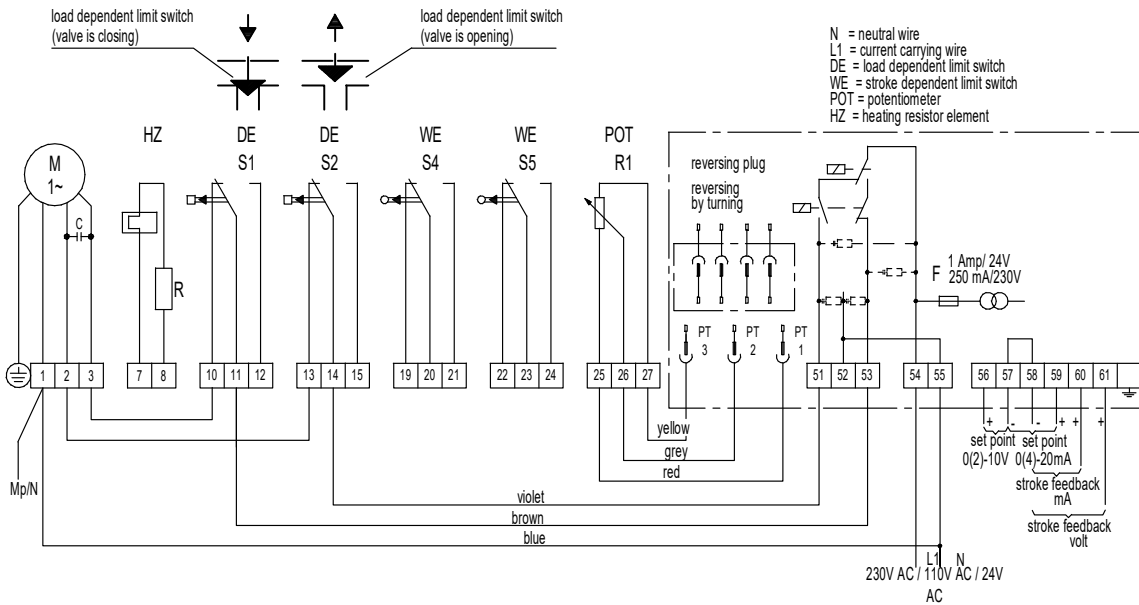 load dependent limit switch
(valve is closing)
load dependent limit switch
(valve is opening)
N = neutral wire
L1 = current carrying wire
DE = load dependent limit switch
WE = stroke dependent limit switch
POT = potentiometer
HZ = heating resistor element
HZ DE DE WE WE POT
M S1 S2 S4 S5 R1
1~
reversing plug
reversing
by turning
C
R
F 1 Amp/ 24V
250 mA/230V
PT PT PT
3 2 1
1 2 3 7 8 10 11 12 13 14 15 19 20 21 22 23 24 25 26 27 51 52 53 54 55 56 57 58 59 60 61
+ - - + + +
yellow
grey
red
set point set point
0(2)-10V 0(4)-20mA
stroke feedback
mA
stroke feedback
volt
Mp/N
violet
brown
blue
L1 N
230V AC / 110V AC / 24V
AC